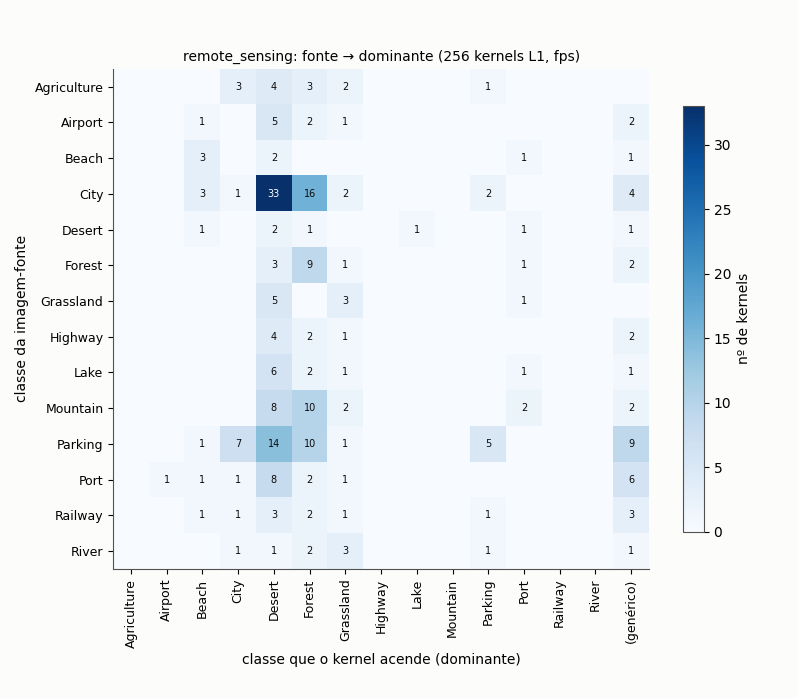 remote_sensing: fonte → dominante (256 kernels L1, fps)
classe da imagem-fonte
Agriculture 3 4 3 2 1
Airport 1 5 2 1 2
Beach 3 2 1 1
City 3 1 33 16 2 2 4
Desert 1 2 1 1 1 1
Forest 3 9 1 1 2
Grassland 5 3 1
Highway 4 2 1 2
Lake 6 2 1 1 1
Mountain 8 10 2 2 2
Parking 1 7 14 10 1 5 9
Port 1 1 1 8 2 1 6
Railway 1 1 3 2 1 1 3
River 1 1 2 3 1 1
Agriculture
Airport
Beach
City
Desert
Forest
Grassland
Highway
Lake
Mountain
Parking
Port
Railway
River
(genérico)
classe que o kernel acende (dominante)
30
25
20
15
10
5
0
nº de kernels